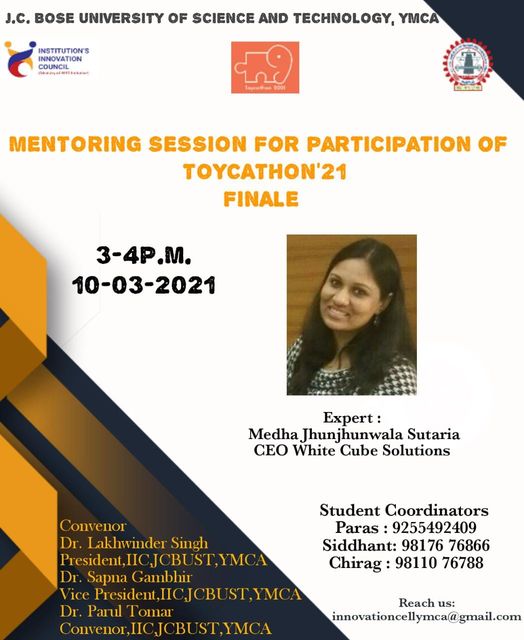 J.C. BOSE UNIVERSITY OF SCIENCE AND TECHNOLOGY, YMCA
INSTITUTION'S
INNOVATION
COUNCIL
Toycathon 2021
MENTORING SESSION FOR PARTICIPATION OF
TOYCATHON'21
FINALE
3-4P.M.
10-03-2021
Expert :
Medha Jhunjhunwala Sutaria
CEO White Cube Solutions
Student Coordinators
Paras : 9255492409
Siddhant: 98176 76866
Chirag : 98110 76788
Convenor
Dr. Lakhwinder Singh
President,IIC,JCBUST,YMCA
Dr. Sapna Gambhir
Vice President,IIC,JCBUST,YMCA
Dr. Parul Tomar
Convenor,IIC,JCBUST,YMCA
Reach us:
innovationcellymca@gmail.com